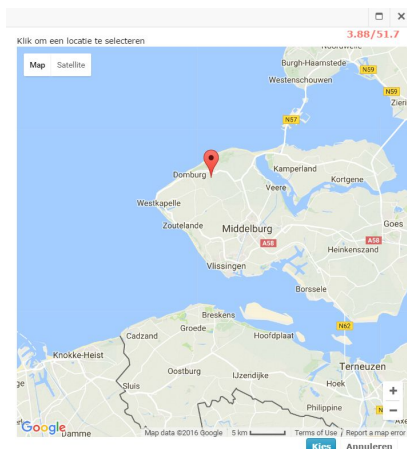 3.88/51.7
Klik om een locatie te selecteren
Map Satellite
Burgh-Haamstede
N59
Westenschouwen
N59
Zieri
N57
Domburg
Kamperland
Kortgene
Veere
Westkapelle
Zoutelande
Middelburg
Goes
A58
A58
Heinkenszand
Vlissingen
Borssele
Breskens
Groede
N62
Cadzand
Hoofdplaat
Knokke-Heist
Terneuzen
Oostburg
IJzendijke
Sluis
Hoek
Philippine
Axe
Google
Damme
Map data ©2016 Google 5 km Terms of Use Report a map error
Kies Annuleren